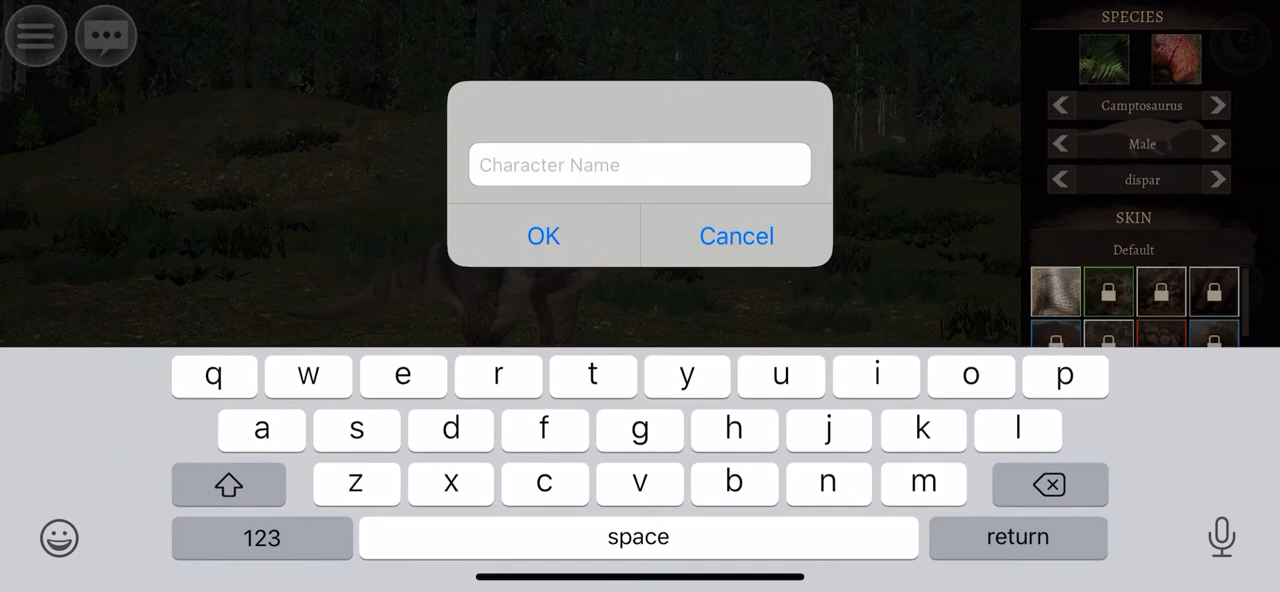 SPECIES
Camptosaurus
Male
dispar
SKIN
Default
Character Name
OK
Cancel
q w e r t y u i o p
a s d f g h j k l
z x c v b n m
123
space
return